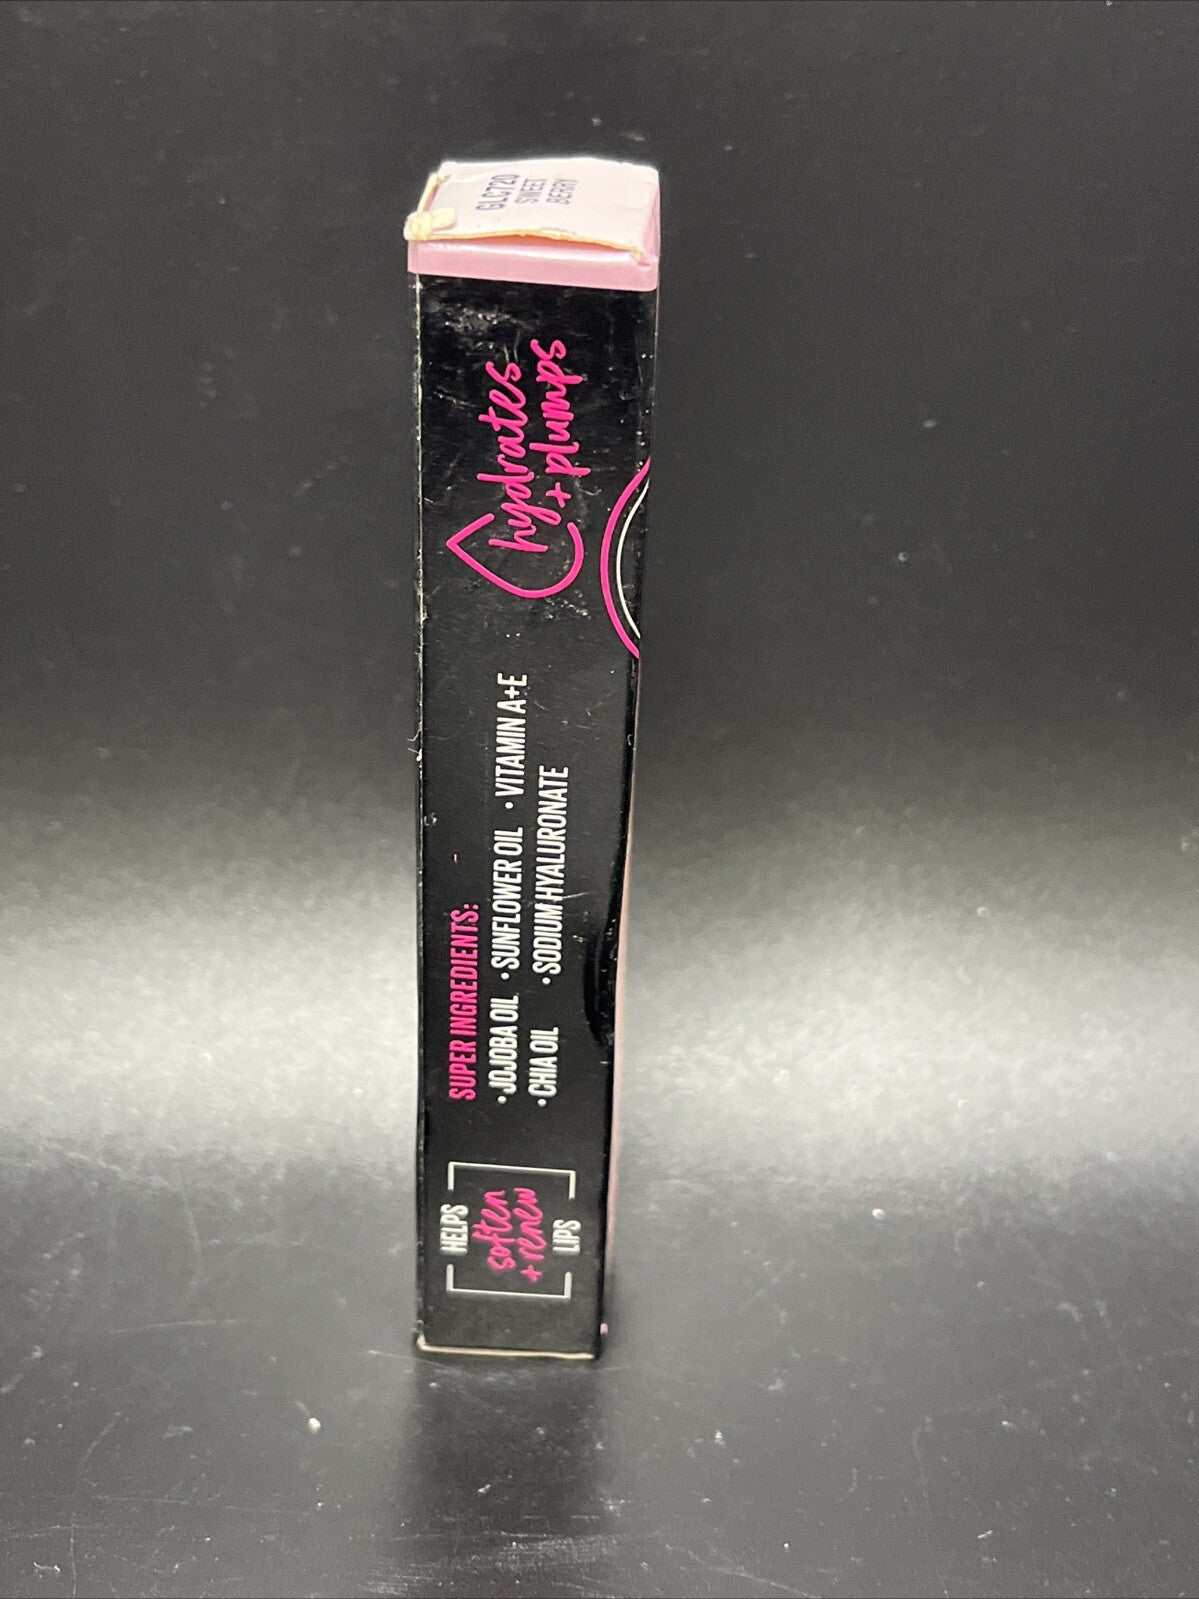 GLC720
SWEET
BERRY
hydrates
+ plumps
SUPER INGREDIENTS:
• JOJOBA OIL • SUNFLOWER OIL • VITAMIN A+E
• CHIA OIL • SODIUM HYALURONATE
HELPS
soften
+ renew
LIPS